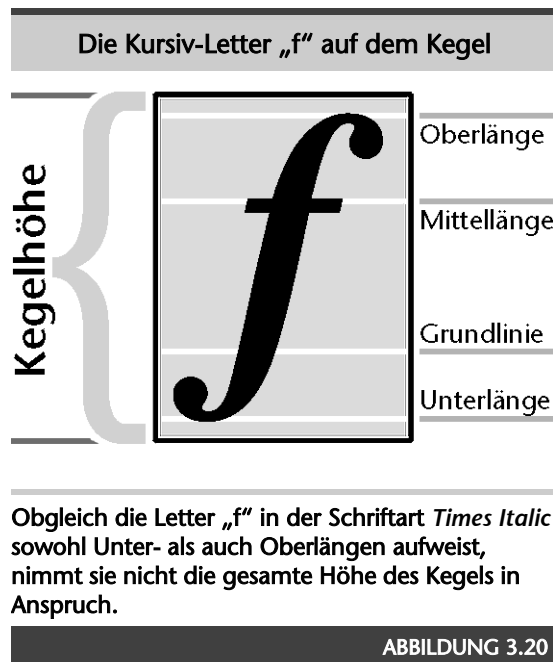 Die Kursiv-Letter „f“ auf dem Kegel
Kegelhöhe
f
Oberlänge
Mittellänge
Grundlinie
Unterlänge
Obgleich die Letter „f“ in der Schriftart Times Italic
sowohl Unter- als auch Oberlängen aufweist,
nimmt sie nicht die gesamte Höhe des Kegels in
Anspruch.
ABBILDUNG 3.20